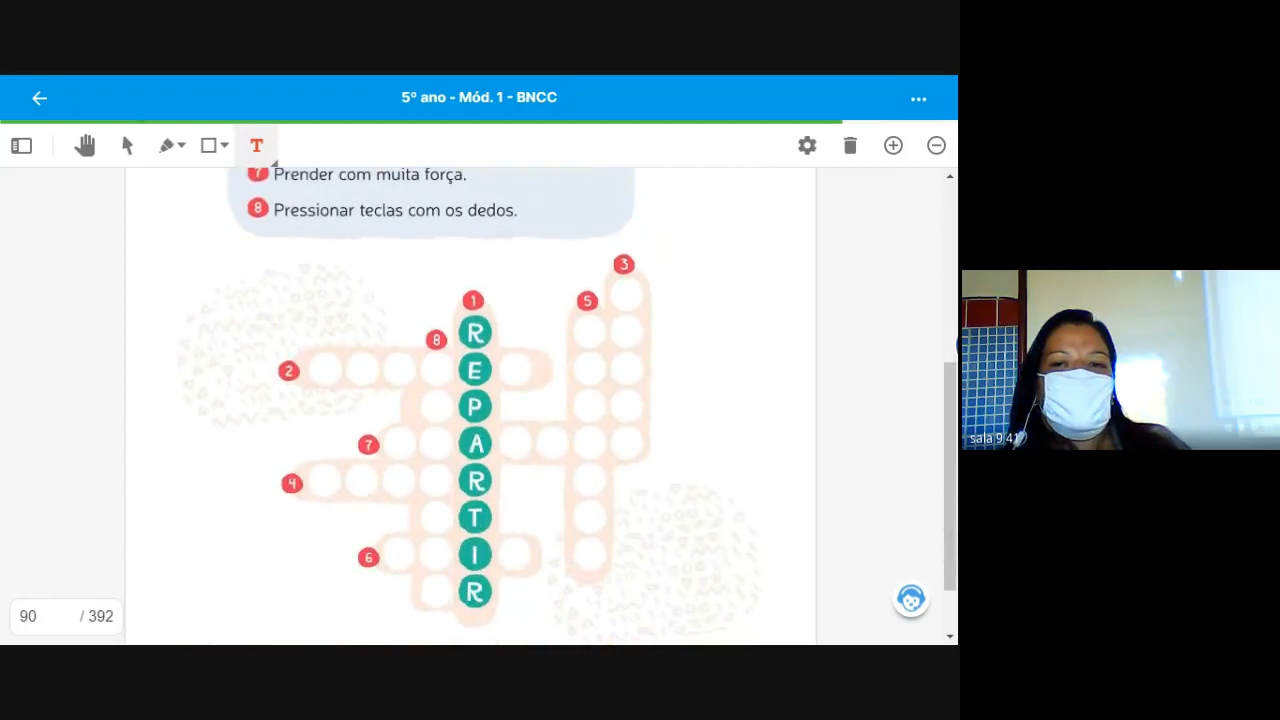 5º ano - Mód. 1 - BNCC
T
7 Prender com muita força.
8 Pressionar teclas com os dedos.
3
1
5
R
8
2
E
P
7
A
4
R
T
6
I
R
90 / 392
sala 9 41